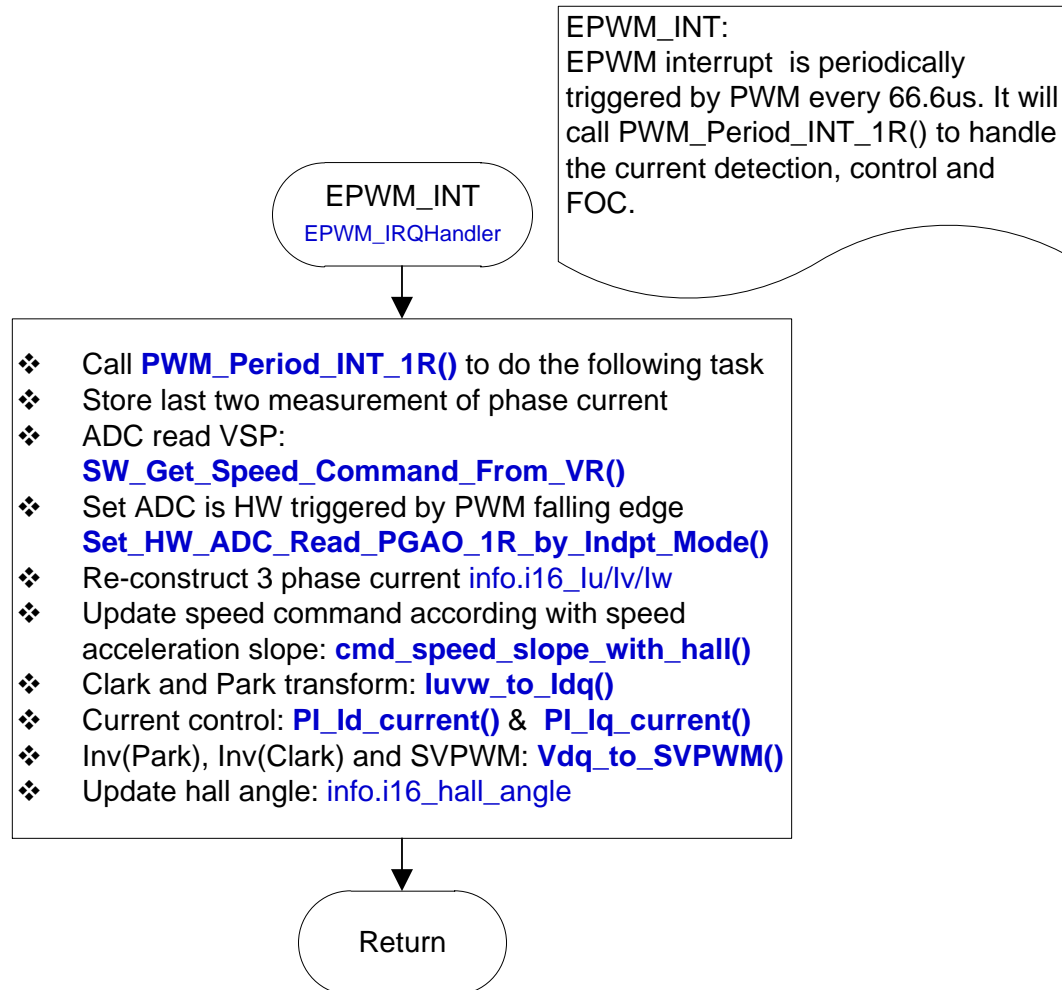 EPWM_INT:
EPWM interrupt is periodically
triggered by PWM every 66.6us. It will
call PWM_Period_INT_1R() to handle
the current detection, control and
FOC.
EPWM_INT
EPWM_IRQHandler
❖ Call PWM_Period_INT_1R() to do the following task
❖ Store last two measurement of phase current
❖ ADC read VSP:
SW_Get_Speed_Command_From_VR()
❖ Set ADC is HW triggered by PWM falling edge
Set_HW_ADC_Read_PGAO_1R_by_Indpt_Mode()
❖ Re-construct 3 phase current info.i16_Iu/Iv/Iw
❖ Update speed command according with speed
acceleration slope: cmd_speed_slope_with_hall()
❖ Clark and Park transform: Iuvw_to_Idq()
❖ Current control: PI_Id_current() & PI_Iq_current()
❖ Inv(Park), Inv(Clark) and SVPWM: Vdq_to_SVPWM()
❖ Update hall angle: info.i16_hall_angle
Return